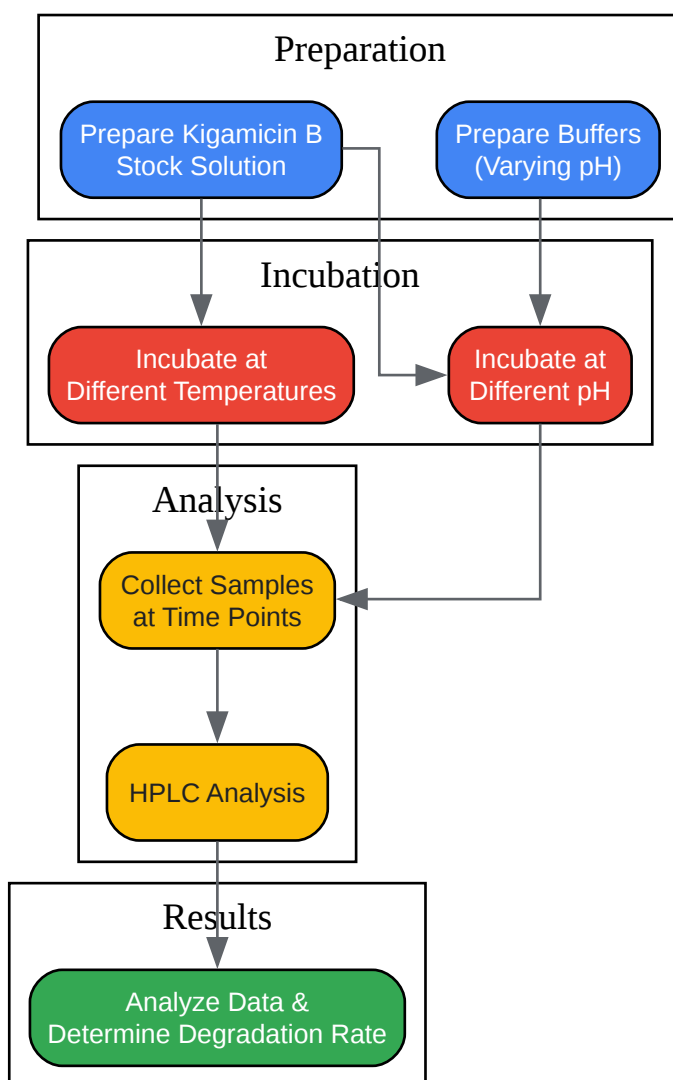 Preparation
Prepare Kigamicin B
Stock Solution
Prepare Buffers
(Varying pH)
Incubation
Incubate at
Different Temperatures
Incubate at
Different pH
Analysis
Collect Samples
at Time Points
HPLC Analysis
Results
Analyze Data &
Determine Degradation Rate